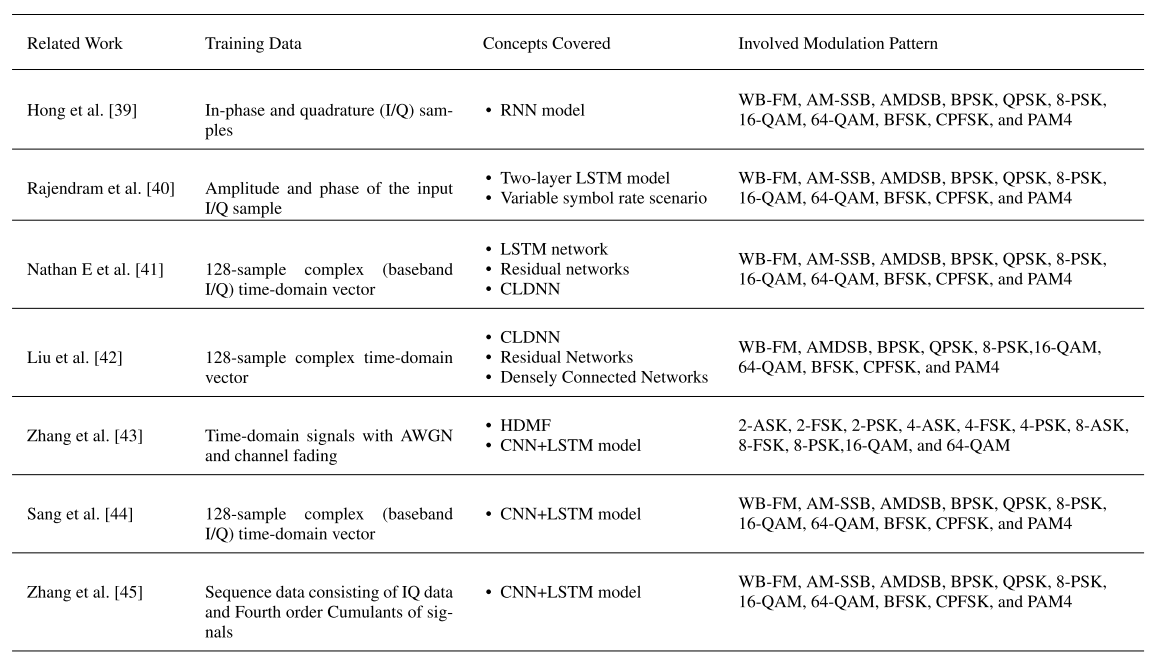 Related Work Training Data Concepts Covered Involved Modulation Pattern
Hong et al. [39]
In-phase and quadrature (I/Q) sam-
ples
• RNN model
WB-FM, AM-SSB, AMDSB, BPSK, QPSK, 8-PSK,
16-QAM, 64-QAM, BFSK, CPFSK, and PAM4
Rajendram et al. [40]
Amplitude and phase of the input
I/Q sample
• Two-layer LSTM model
• Variable symbol rate scenario
WB-FM, AM-SSB, AMDSB, BPSK, QPSK, 8-PSK,
16-QAM, 64-QAM, BFSK, CPFSK, and PAM4
Nathan E et al. [41]
128-sample complex (baseband
I/Q) time-domain vector
• LSTM network
• Residual networks
• CLDNN
WB-FM, AM-SSB, AMDSB, BPSK, QPSK, 8-PSK,
16-QAM, 64-QAM, BFSK, CPFSK, and PAM4
Liu et al. [42]
128-sample complex time-domain
vector
• CLDNN
• Residual Networks
• Densely Connected Networks
WB-FM, AMDSB, BPSK, QPSK, 8-PSK,16-QAM,
64-QAM, BFSK, CPFSK, and PAM4
Zhang et al. [43]
Time-domain signals with AWGN
and channel fading
• HDMF
• CNN+LSTM model
2-ASK, 2-FSK, 2-PSK, 4-ASK, 4-FSK, 4-PSK, 8-ASK,
8-FSK, 8-PSK,16-QAM, and 64-QAM
Sang et al. [44]
128-sample complex (baseband
I/Q) time-domain vector
• CNN+LSTM model
WB-FM, AM-SSB, AMDSB, BPSK, QPSK, 8-PSK,
16-QAM, 64-QAM, BFSK, CPFSK, and PAM4
Zhang et al. [45]
Sequence data consisting of IQ data
and Fourth order Cumulants of sig-
nals
• CNN+LSTM model
WB-FM, AM-SSB, AMDSB, BPSK, QPSK, 8-PSK,
16-QAM, 64-QAM, BFSK, CPFSK, and PAM4